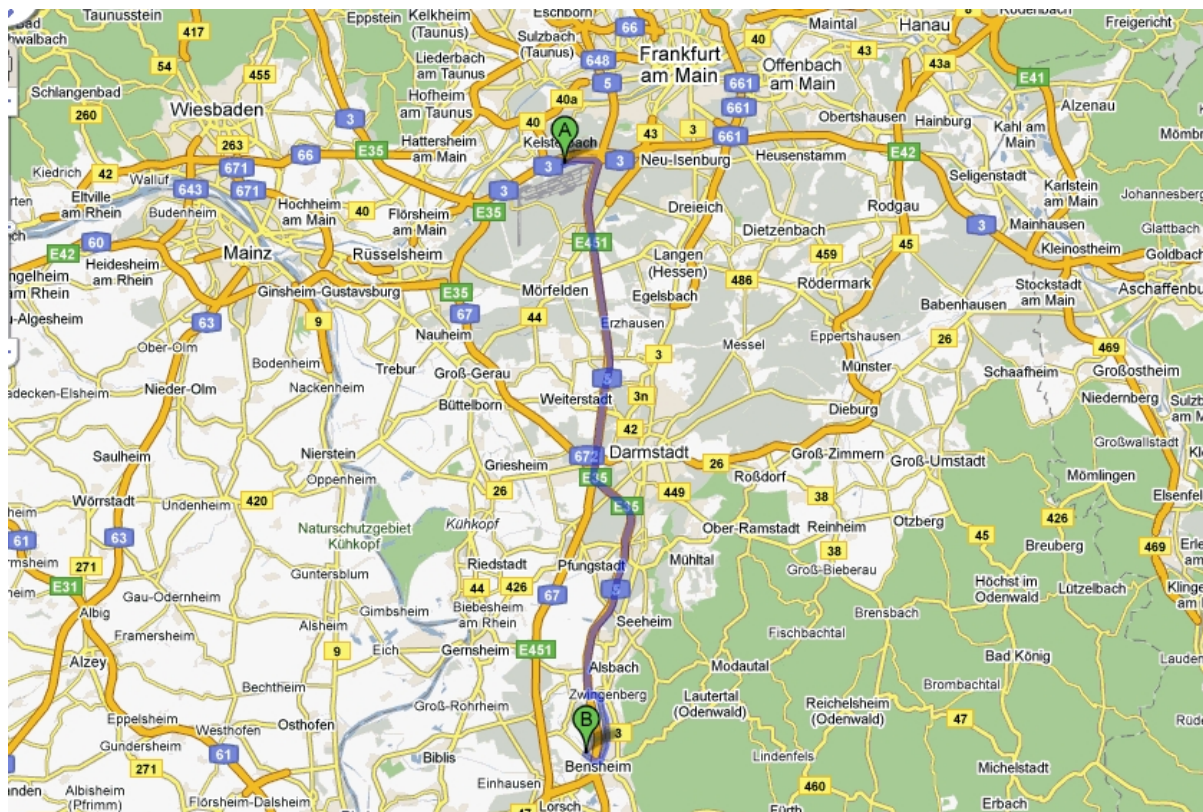 Taunusstein
417
Eppstein
Kelkheim
(Taunus)
Eschborn
Sulzbach
(Taunus)
66
Frankfurt
am Main
40
Maintal
43
Hanau
8
Rodenbach
Freigericht
54
455
Liederbach
am Taunus
648
5
Offenbach
am Main
661
43a
E41
Alzenau
Schlangenbad
260
Wiesbaden
3
Hofheim
am Taunus
40a
40
A
661
Obertshausen
Hainburg
Kahl am
Main
263
E35
Hattersheim
am Main
Kelsterbach
43
3
661
Heusenstamm
E42
Seligenstadt
Kiedrich
42
Walluf
671
66
3
3
Neu-Isenburg
Karlstein
am Main
Johannesberg
Eltville
am Rhein
643
671
Budenheim
Hochheim
am Main
40
Flörsheim
am Main
E35
3
Dreieich
Rodgau
3
Mainhausen
Glattbach
E42
60
Heidesheim
am Rhein
Mainz
Rüsselsheim
E451
Dietzenbach
Langen
(Hessen)
459
45
Kleinostheim
Goldbach
Ginsheim-Gustavsburg
E35
Mörfelden
486
Rödermark
Stockstadt
am Main
Egelsbach
Babenhausen
63
9
67
44
Erzhausen
Eppertshausen
26
Nauheim
Ober-Olm
Bodenheim
Trebur
Groß-Gerau
3
Messel
469
Nieder-Olm
Nackenheim
5
Münster
Schaafheim
Großostheim
Büttelborn
Weiterstadt
3n
Dieburg
Niedernberg
42
Saulheim
Nierstein
Griesheim
672
Darmstadt
26
Groß-Zimmern
Groß-Umstadt
Großwallstadt
Oppenheim
E35
Roßdorf
Mömlingen
Wörrstadt
Undenheim
420
26
449
38
E35
Kühkopf
Ober-Ramstadt
Reinheim
Otzberg
426
61
63
Naturschutzgebiet
Kühkopf
45
Breuberg
469
38
271
Riedstadt
Pfungstadt
Mühltal
Groß-Bieberau
Guntersblum
E31
44
426
67
5
Höchst im
Odenwald
Lützelbach
Albig
Gau-Odernheim
Gimbsheim
Biebesheim
am Rhein
Brensbach
Alsheim
Seeheim
Framersheim
9
Eich
Gernsheim
E451
Fischbachtal
Alzey
Alsbach
Modautal
Bad König
Bechtheim
Zwingenberg
Lautertal
(Odenwald)
Brombachtal
Groß-Rohrheim
Reichelsheim
(Odenwald)
Eppelsheim
Osthofen
B
47
Westhofen
3
Gundersheim
61
Biblis
Bensheim
Lindenfels
271
Michelstadt
Albisheim
(Pfrimm)
Einhausen
460
Flörsheim-Dalsheim
Lorsch
47
Fürth
Erbach